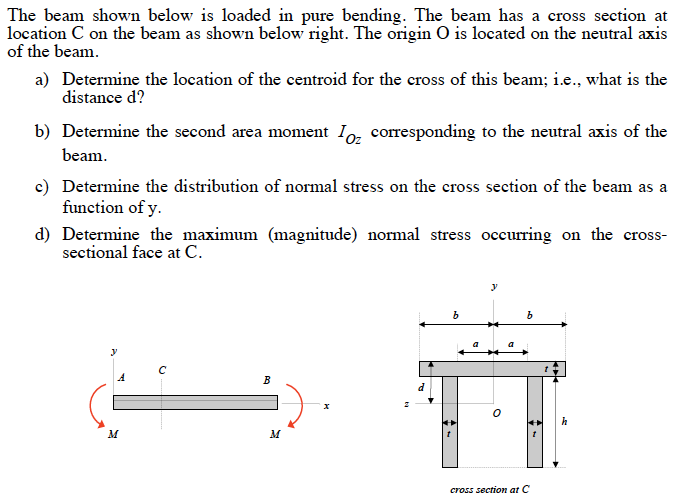 The beam shown below is loaded in pure bending. The beam has a cross section at
location C on the beam as shown below right. The origin O is located on the neutral axis
of the beam.
a) Determine the location of the centroid for the cross of this beam; i.e., what is the
distance d?
b) Determine the second area moment I_Oz corresponding to the neutral axis of the
beam.
c) Determine the distribution of normal stress on the cross section of the beam as a
function of y.
d) Determine the maximum (magnitude) normal stress occurring on the cross-
sectional face at C.
y
A
C
B
x
M
M
y
b
b
a
a
t
d
z
O
h
t
t
cross section at C